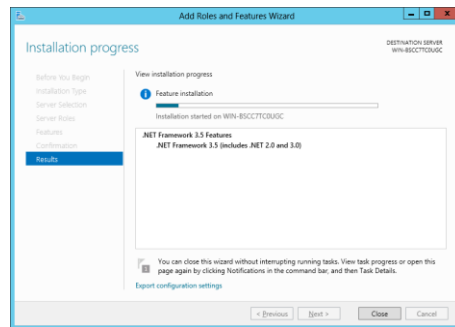 Add Roles and Features Wizard
Installation progress
DESTINATION SERVER
WIN-BSCC7TC0UGC
Before You Begin
Installation Type
Server Selection
Server Roles
Features
Confirmation
Results
View installation progress
Feature installation
Installation started on WIN-BSCC7TC0UGC
.NET Framework 3.5 Features
.NET Framework 3.5 (includes .NET 2.0 and 3.0)
You can close this wizard without interrupting running tasks. View task progress or open this
page again by clicking Notifications in the command bar, and then Task Details.
Export configuration settings
< Previous
Next >
Close
Cancel